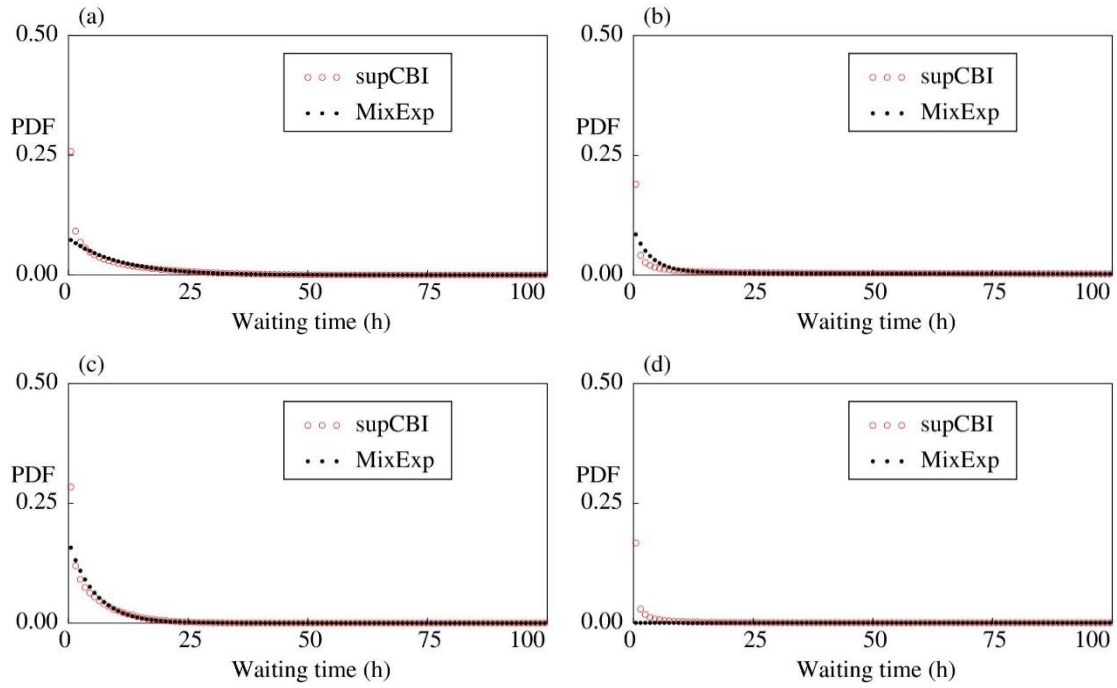 (a)
0.50
supCBI
MixExp
PDF
0.25
0.00
0 25 50 75 100
Waiting time (h)
(b)
0.50
supCBI
MixExp
PDF
0.25
0.00
0 25 50 75 100
Waiting time (h)
(c)
0.50
supCBI
MixExp
PDF
0.25
0.00
0 25 50 75 100
Waiting time (h)
(d)
0.50
supCBI
MixExp
PDF
0.25
0.00
0 25 50 75 100
Waiting time (h)